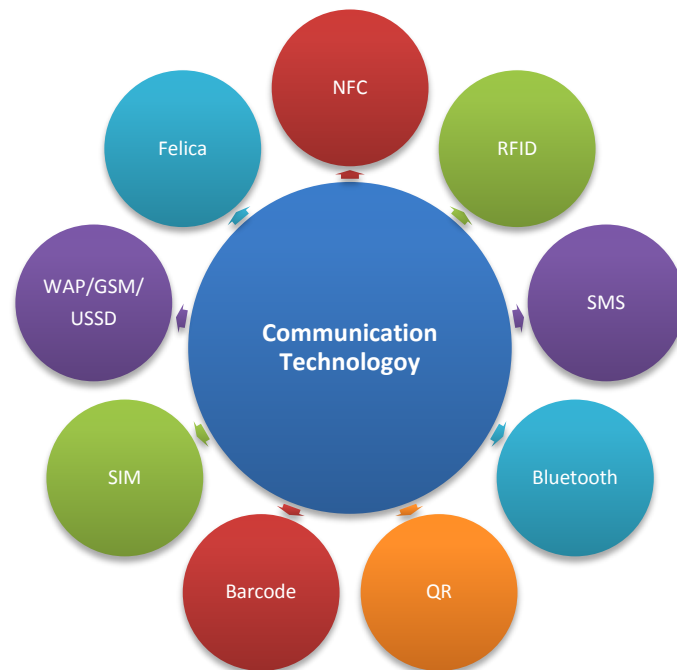 NFC
RFID
SMS
Bluetooth
QR
Barcode
SIM
WAP/GSM/
USSD
Felica
Communication
Technologoy